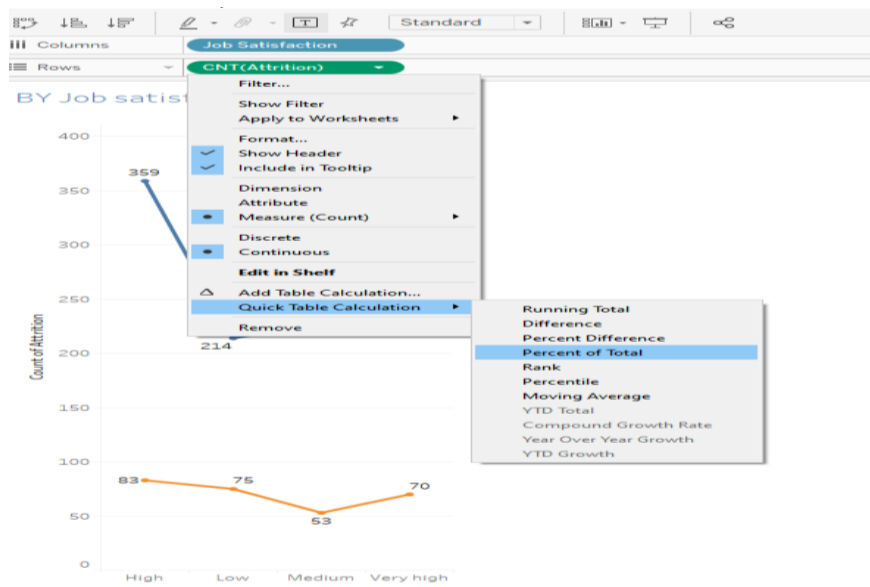 Standard
Columns
Job Satisfaction
Rows
CNT(Attrition)
BY Job satis
Filter...
Show Filter
Apply to Worksheets
Format...
Show Header
Include in Tooltip
Dimension
Attribute
Measure (Count)
Discrete
Continuous
Edit in Shelf
Add Table Calculation...
Quick Table Calculation
Remove
Running Total
Difference
Percent Difference
Percent of Total
Rank
Percentile
Moving Average
YTD Total
Compound Growth Rate
Year Over Year Growth
YTD Growth
Count of Attrition
400
350
300
250
200
150
100
50
0
359
214
83
75
53
70
High Low Medium Very high